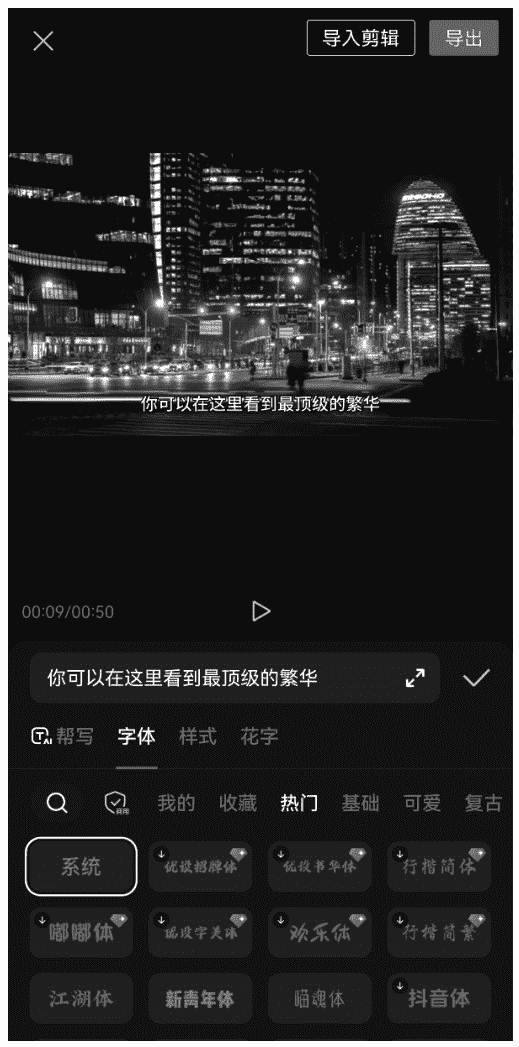 导入剪辑 导出
你可以在这里看到最顶级的繁华
00:09/00:50
你可以在这里看到最顶级的繁华
帮写 字体 样式 花字
商用 我的 收藏 热门 基础 可爱 复古
系统 优设招牌体 优设书华体 行楷简体
嘟嘟体 优设字美体 欢乐体 行楷简繁
江湖体 新青年体 喵魂体 抖音体